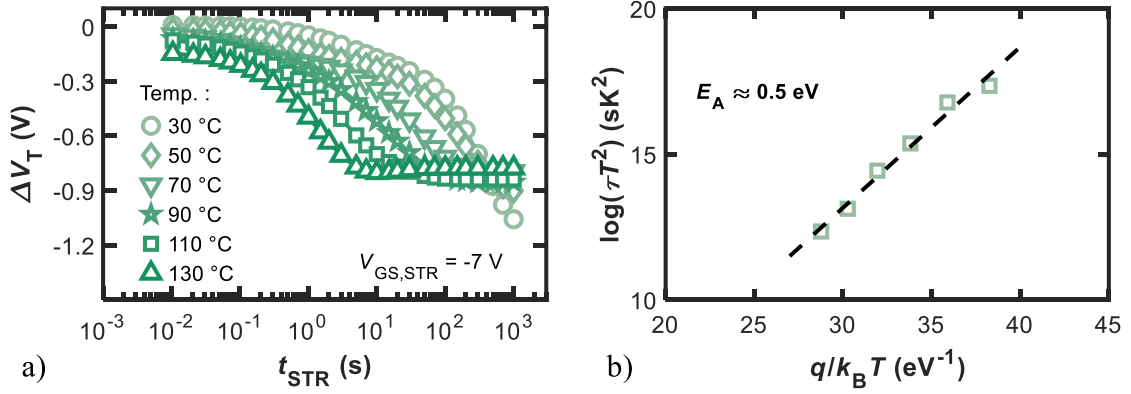 0
-0.3
-0.6
-0.9
-1.2
ΔV_T (V)
Temp. :
30 °C
50 °C
70 °C
90 °C
110 °C
130 °C
V_GS,STR = -7 V
10^-3 10^-2 10^-1 10^0 10^1 10^2 10^3
t_STR (s)
a)
20
15
10
log(τT^2) (sK^2)
E_A ≈ 0.5 eV
20 25 30 35 40 45
q/k_B T (eV^-1)
b)